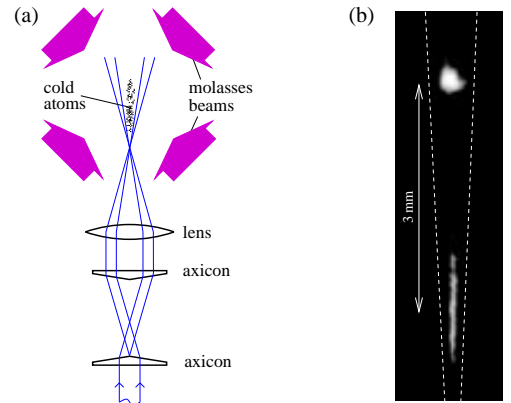 (a)
(b)
cold
atoms
molasses
beams
3 mm
lens
axicon
axicon